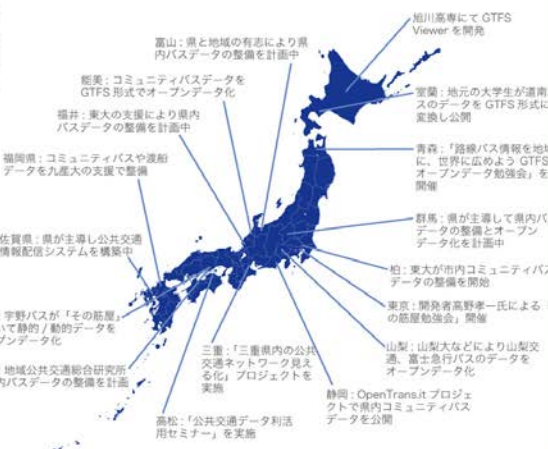 旭川高専にて GTFS
Viewer を開発
富山：県と地域の有志により県
内バスデータの整備を計画中
能美：コミュニティバスデータを
GTFS 形式でオープンデータ化
室蘭：地元の大学生が道南
スのデータを GTFS 形式に
変換し公開
福井：東大の支援により県内
バスデータの整備を計画中
青森：「路線バス情報を地域
に、世界に広めよう GTFS
オープンデータ勉強会」を
開催
福岡県：コミュニティバスや渡船
データを九産大の支援で整備
群馬：県が主導して県内バ
データの整備とオープン
データ化を計画中
佐賀県：県が主導し公共交通
情報配信システムを構築中
柏：東大が市内コミュニティバス
データの整備を開始
：宇野バスが「その筋屋」
いて静的 / 動的データを
プンデータ化
東京：開発者高野孝一氏による
の筋屋勉強会」開催
山梨：山梨大などにより山梨交
通、富士急行バスのデータを
オープンデータ化
：地域公共交通総合研究所
内バスデータの整備を計画
三重：「三重県内の公共
交通ネットワーク見え
る化」プロジェクトを
実施
静岡：OpenTrans.it プロジェ
クトで県内コミュニティバス
データを公開
高松：「公共交通データ利活
用セミナー」を実施